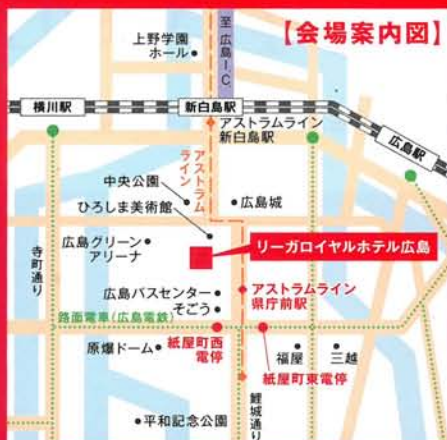 【会場案内図】
上野学園
ホール
至 広島I.C.
横川駅
新白島駅
広島駅
アストラムライン
新白島駅
アストラム
ライン
中央公園
ひろしま美術館
広島城
広島グリーン
アリーナ
リーガロイヤルホテル広島
寺町通り
広島バスセンター
そごう
アストラムライン
県庁前駅
路面電車(広島電鉄)
原爆ドーム
紙屋町西
電停
福屋
三越
紙屋町東電停
鯉城通り
平和記念公園